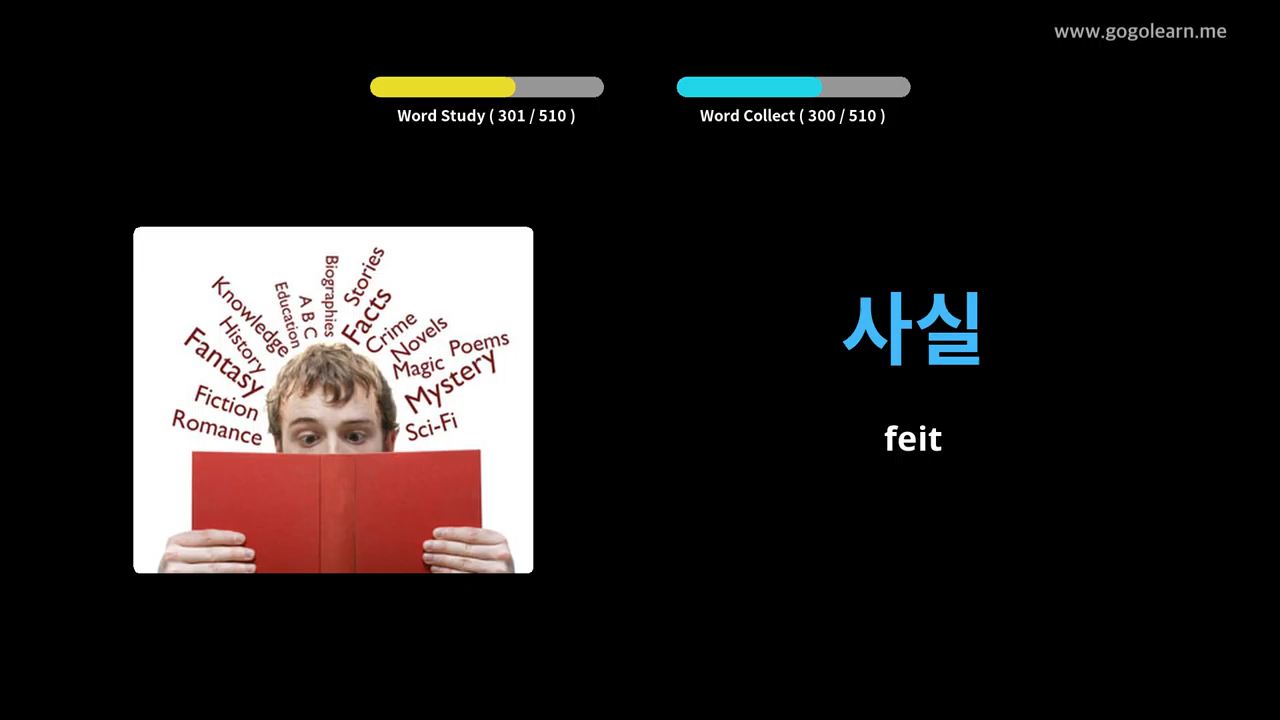 www.gogolearn.me
Word Study ( 301 / 510 )
Word Collect ( 300 / 510 )
Romance
Fiction
Fantasy
History
Knowledge
Education
A B C
Biographies
Stories
Facts
Crime
Novels
Magic
Poems
Mystery
Sci-Fi
사실
feit